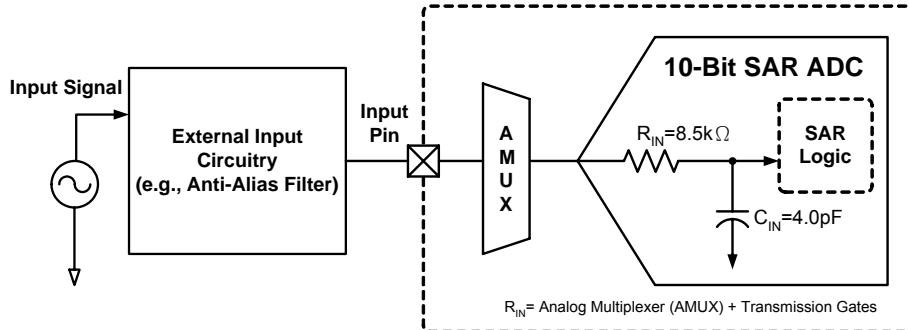 Input Signal
External Input
Circuitry
(e.g., Anti-Alias Filter)
Input
Pin
A
M
U
X
10-Bit SAR ADC
R_IN=8.5kΩ
SAR
Logic
C_IN=4.0pF
R_IN= Analog Multiplexer (AMUX) + Transmission Gates